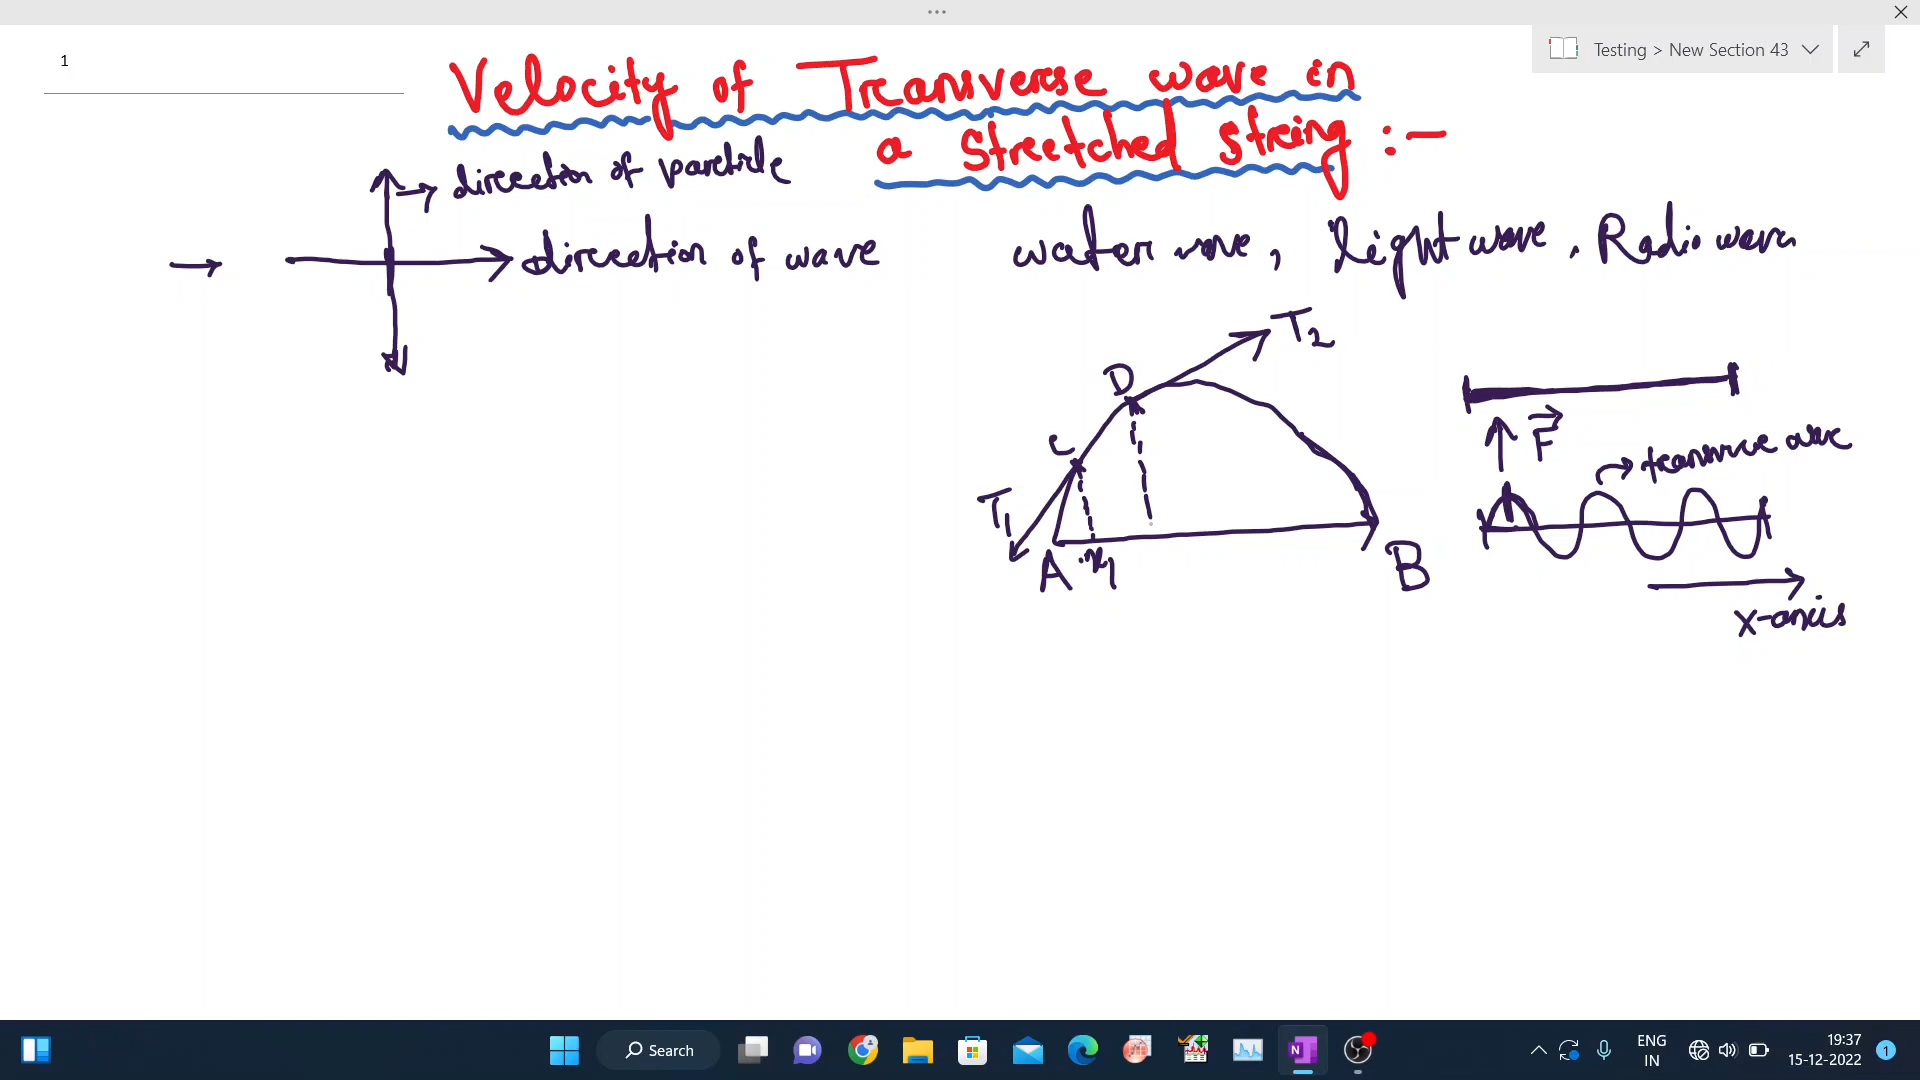 1
Testing > New Section 43
Velocity of Transverse wave in
a stretched string :-
→ direction of particle
→ direction of wave
water wave, light wave, Radio wave
T2
D
C
T1
A x1
B
F
transverse wave
x-axis
Search
ENG
IN
19:37
15-12-2022
1